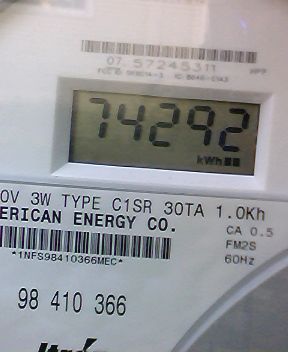 07 57245311
74292
kWh
0V 3W TYPE C1SR 30TA 1.0Kh
ERICAN ENERGY CO.
CA 0.5
FM2S
*1NFS98410366MEC*
60Hz
98 410 366